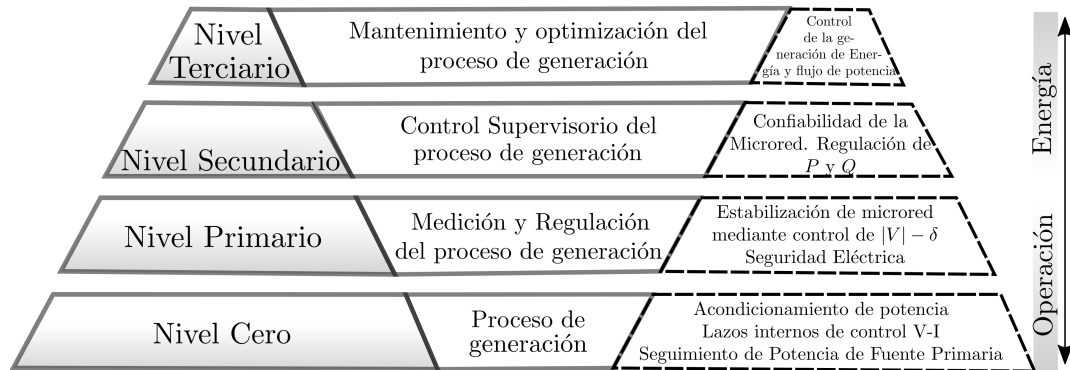 Nivel
Terciario
Mantenimiento y optimización del
proceso de generación
Control
de la ge-
neración de Ener-
gía y flujo de potencia
Nivel Secundario
Control Supervisorio del
proceso de generación
Confiabilidad de la
Microred. Regulación de
P y Q
Nivel Primario
Medición y Regulación
del proceso de generación
Estabilización de microred
mediante control de |V| − δ
Seguridad Eléctrica
Nivel Cero
Proceso de
generación
Acondicionamiento de potencia
Lazos internos de control V-I
Seguimiento de Potencia de Fuente Primaria
Energía
Operación